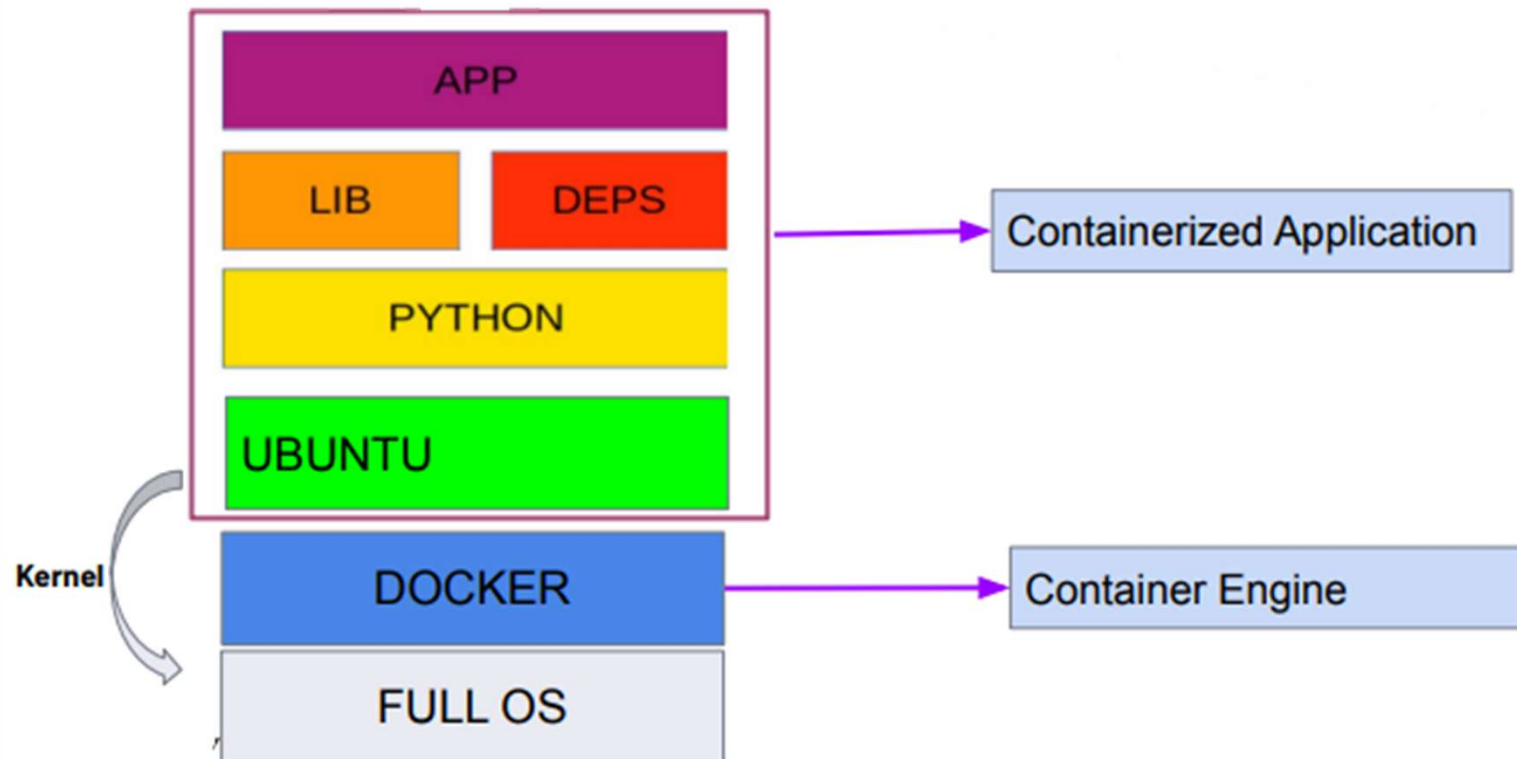 APP
LIB
DEPS
Containerized Application
PYTHON
UBUNTU
Kernel
DOCKER
Container Engine
FULL OS